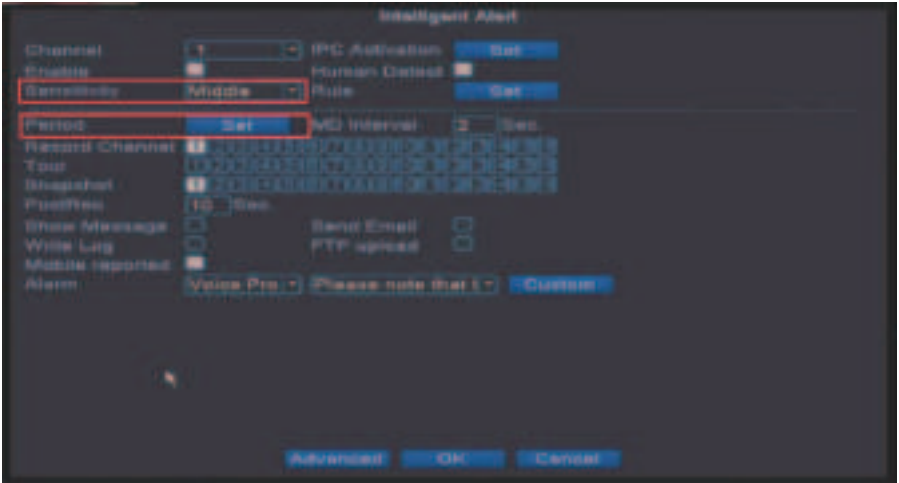 Intelligent Alert
Channel 1 IPC Activation Set
Enable Human Detect
Sensitivity Middle Rule Set
Period Set MD Interval 2 Sec.
Record Channel 1
Tour
Snapshot 1
PostRec 10 Sec.
Show Message Send Email
Write Log FTP upload
Mobile reported
Alarm Voice Pro Please note that t Custom
Advanced OK Cancel